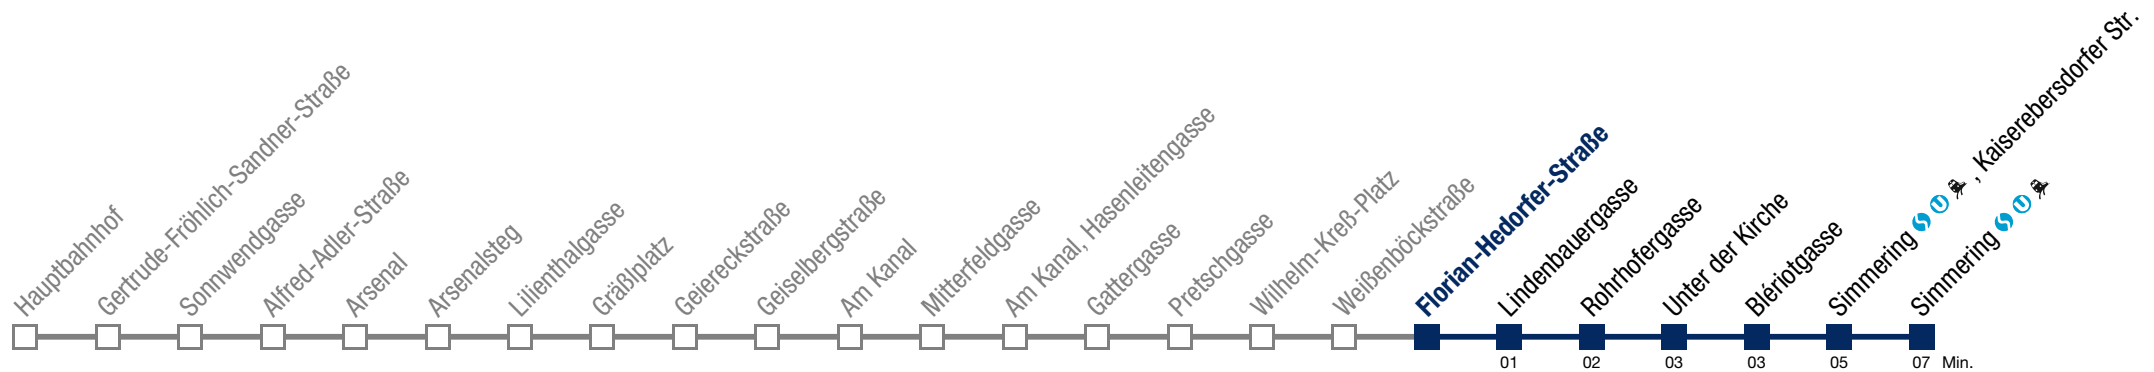 Hauptbahnhof
Gertrude-Fröhlich-Sandner-Straße
Sonnwendgasse
Alfred-Adler-Straße
Arsenal
Arsenalsteg
Lilienthalgasse
Gräßlplatz
Geiereckstraße
Geiselbergstraße
Am Kanal
Mitterfeldgasse
Am Kanal, Hasenleitengasse
Gattergasse
Pretschgasse
Wilhelm-Kreß-Platz
Weißenböckstraße
Florian-Hedorfer-Straße
Lindenbauergasse
Rohrhofergasse
Unter der Kirche
Blériotgasse
Simmering S U , Kaiserebersdorfer Str.
Simmering S U
01 02 03 03 05 07 Min.